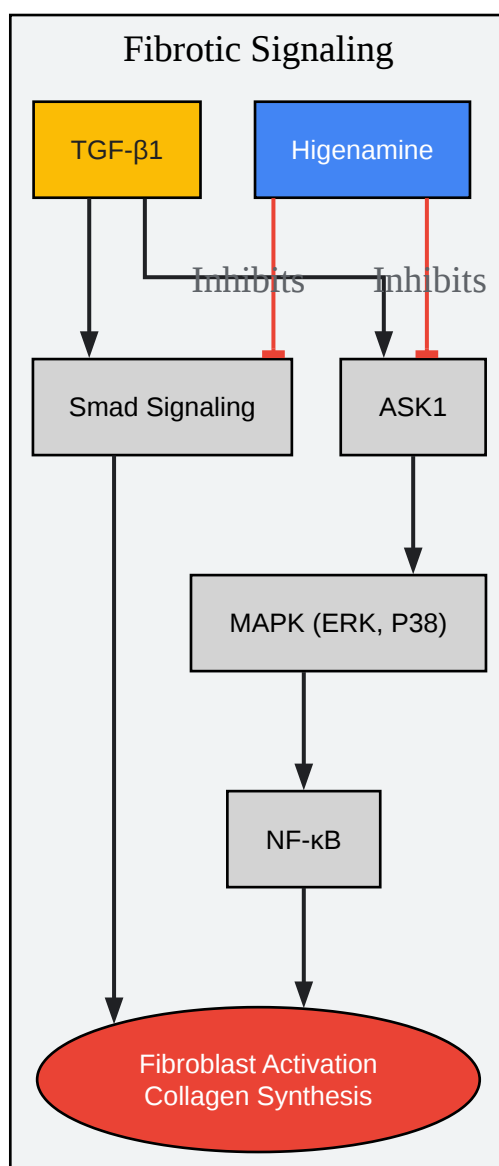 Fibrotic Signaling
TGF-β1
Higenamine
Inhibits
Inhibits
Smad Signaling
ASK1
MAPK (ERK, P38)
NF-κB
Fibroblast Activation
Collagen Synthesis